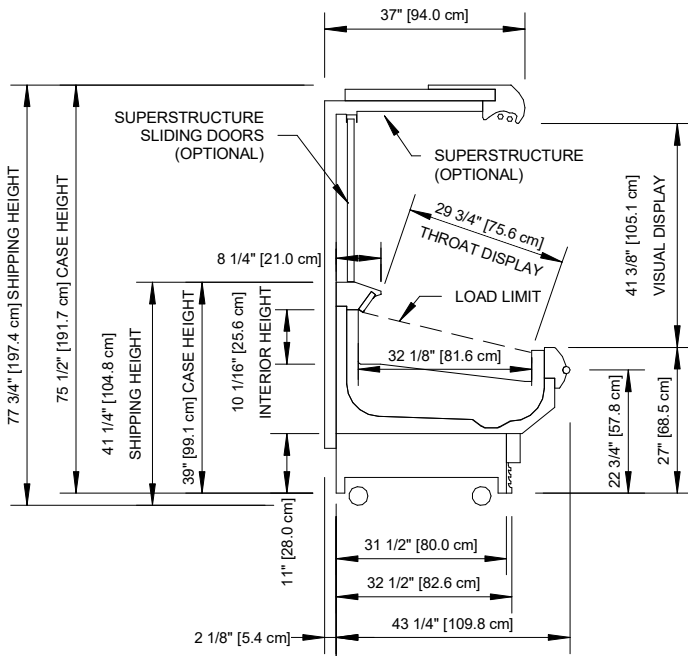 37" [94.0 cm]
SUPERSTRUCTURE
SLIDING DOORS
(OPTIONAL)
SUPERSTRUCTURE
(OPTIONAL)
29 3/4" [75.6 cm]
THROAT DISPLAY
41 3/8" [105.1 cm]
VISUAL DISPLAY
77 3/4" [197.4 cm] SHIPPING HEIGHT
75 1/2" [191.7 cm] CASE HEIGHT
8 1/4" [21.0 cm]
LOAD LIMIT
41 1/4" [104.8 cm]
SHIPPING HEIGHT
39" [99.1 cm] CASE HEIGHT
10 1/16" [25.6 cm]
INTERIOR HEIGHT
32 1/8" [81.6 cm]
22 3/4" [57.8 cm]
27" [68.5 cm]
11" [28.0 cm]
31 1/2" [80.0 cm]
32 1/2" [82.6 cm]
2 1/8" [5.4 cm]
43 1/4" [109.8 cm]